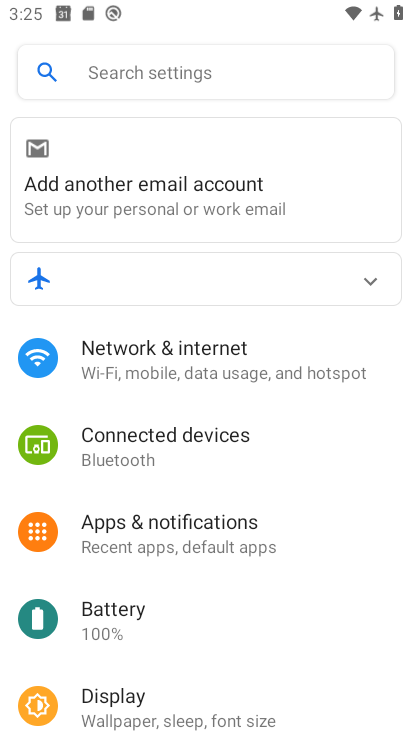 3:25
31
Search settings
Add another email account
Set up your personal or work email
Network & internet
Wi-Fi, mobile, data usage, and hotspot
Connected devices
Bluetooth
Apps & notifications
Recent apps, default apps
Battery
100%
Display
Wallpaper, sleep, font size